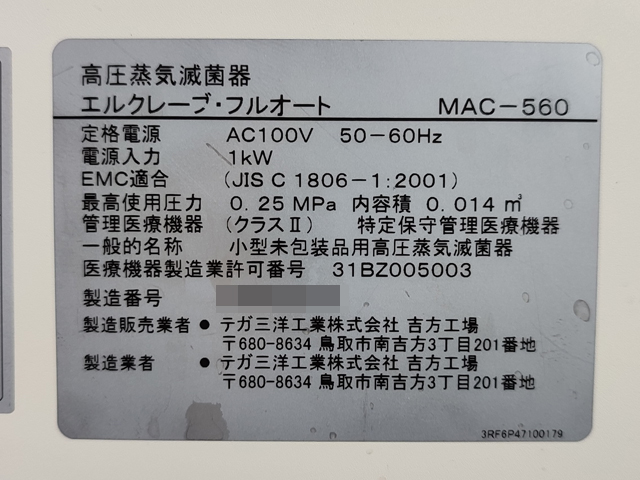 高圧蒸気滅菌器
エルクレーブ・フルオート MAC-560
定格電源 AC100V 50-60Hz
電源入力 1kW
EMC適合 (JIS C 1806-1:2001)
最高使用圧力 0.25MPa 内容積 0.014㎥
管理医療機器 (クラスⅡ) 特定保守管理医療機器
一般的名称 小型未包装品用高圧蒸気滅菌器
医療機器製造業許可番号 31BZ005003
製造番号
製造販売業者 ● テガ三洋工業株式会社 吉方工場
〒680-8634 鳥取市南吉方3丁目201番地
製造業者 ● テガ三洋工業株式会社 吉方工場
〒680-8634 鳥取市南吉方3丁目201番地
3RF6P47100179